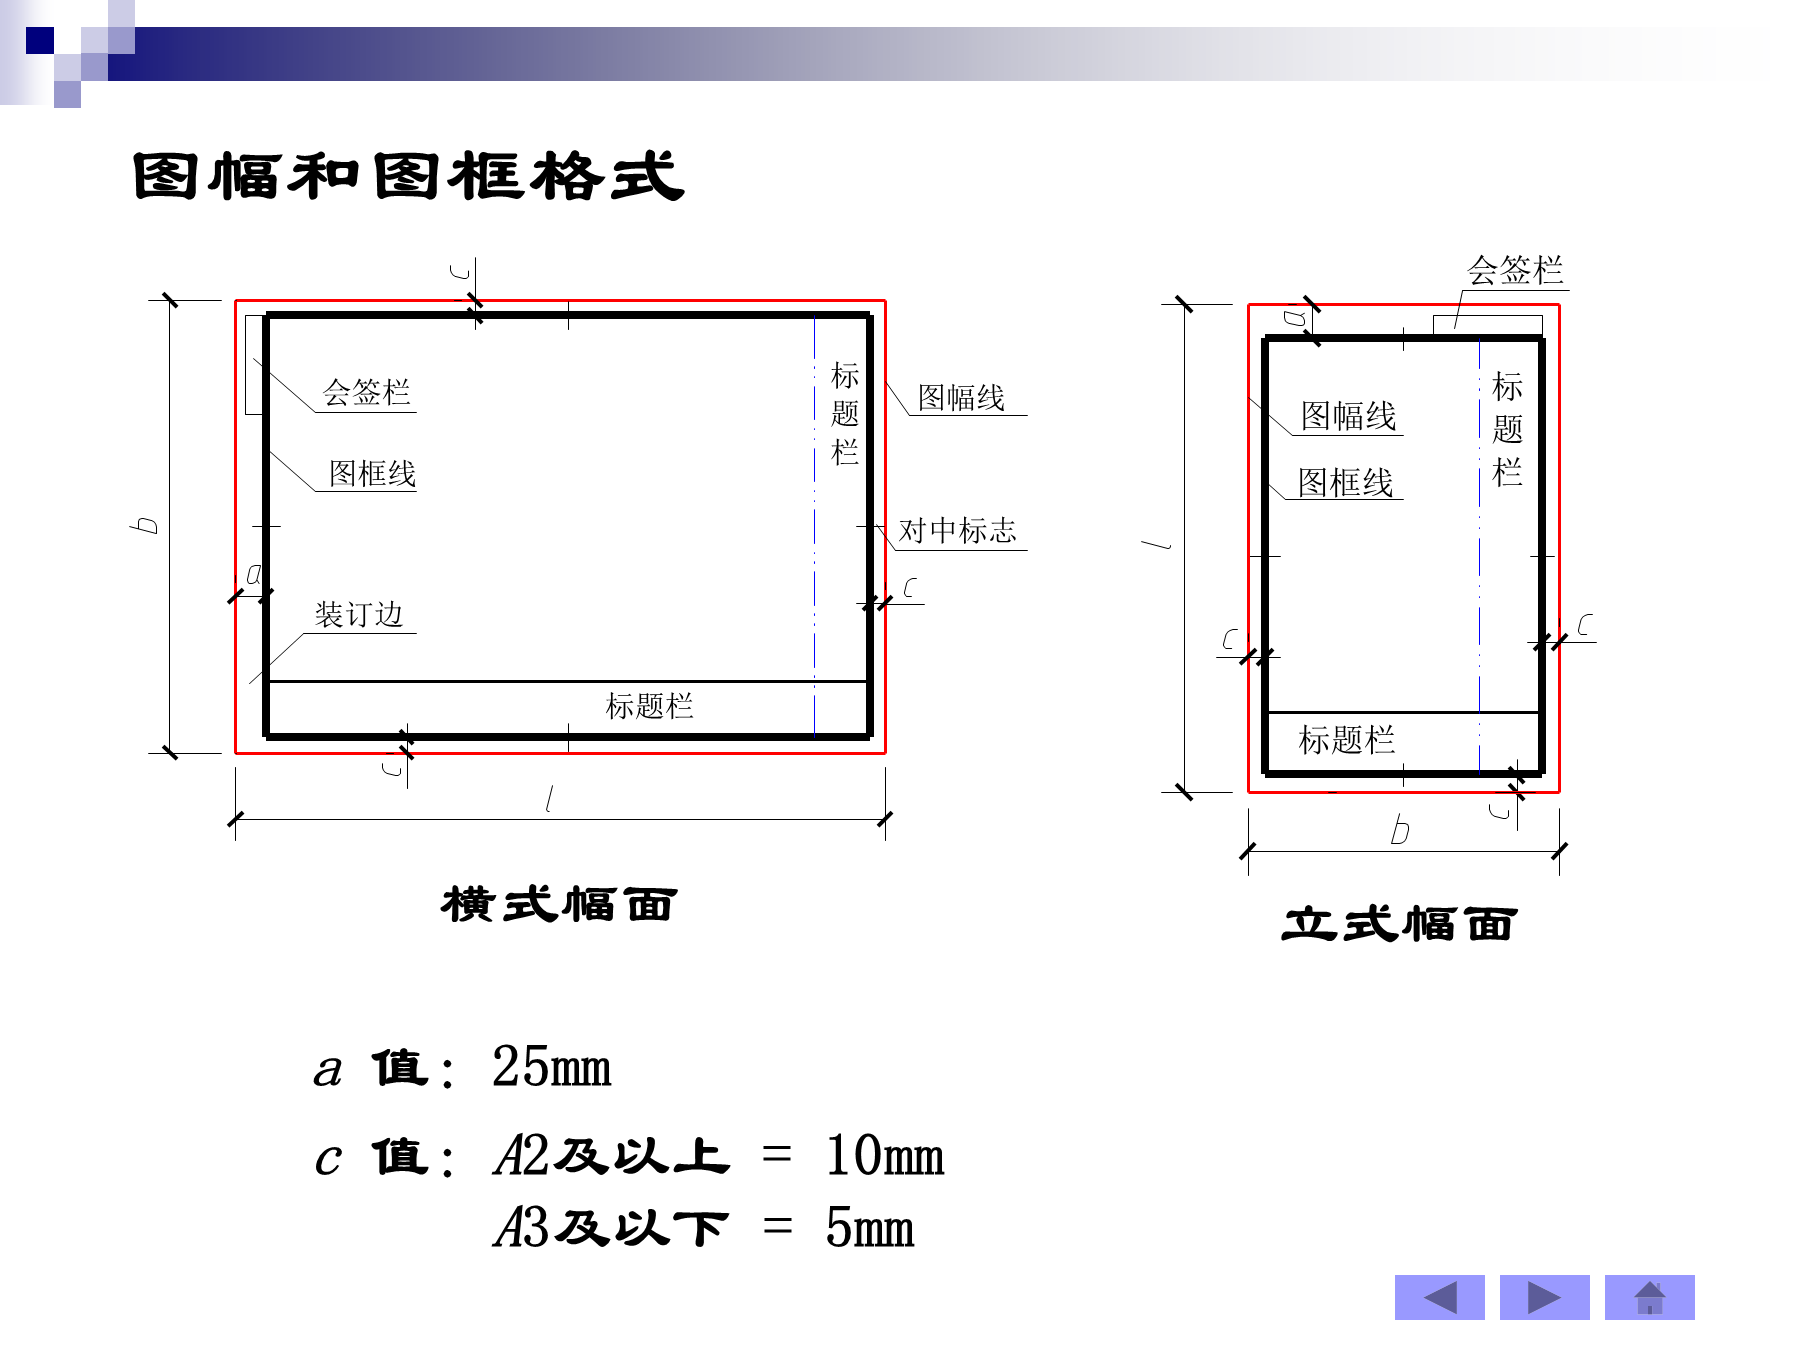 图幅和图框格式
c
会签栏
图框线
b
a
装订边
标题栏
标题栏
图幅线
对中标志
c
c
l
横式幅面
会签栏
a
图幅线
图框线
标题栏
l
c
c
标题栏
c
b
立式幅面
a 值：25mm
c 值：A2及以上 = 10mm
A3及以下 = 5mm